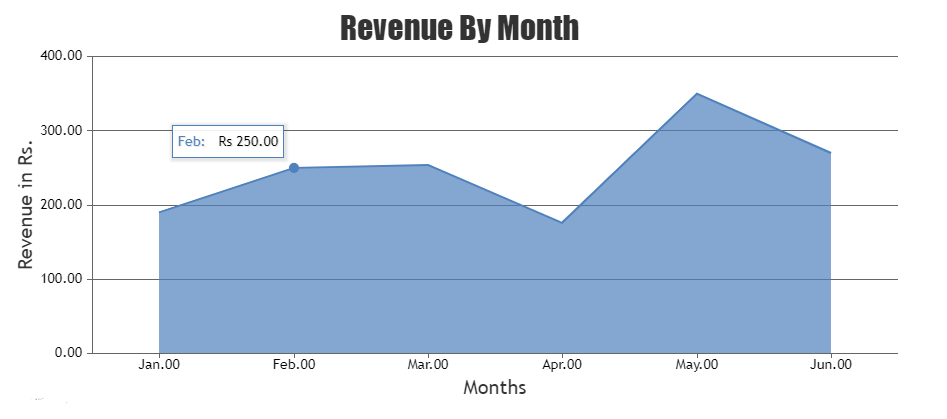 Revenue By Month
400.00
300.00
200.00
100.00
0.00
Revenue in Rs.
Feb: Rs 250.00
Jan.00 Feb.00 Mar.00 Apr.00 May.00 Jun.00
Months